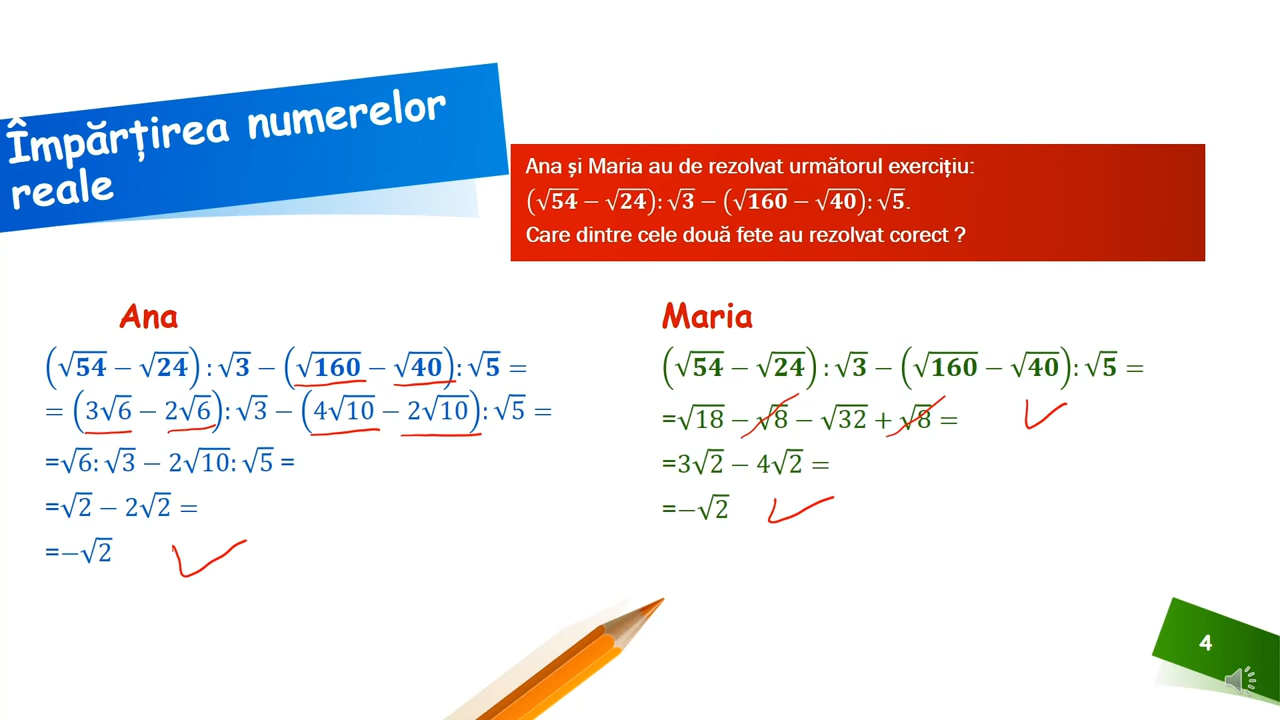 Împărțirea numerelor
reale
Ana și Maria au de rezolvat următorul exercițiu:
(√54 − √24): √3 − (√160 − √40): √5.
Care dintre cele două fete au rezolvat corect ?
Ana
(√54 − √24) : √3 − (√160 − √40): √5 =
= (3√6 − 2√6): √3 − (4√10 − 2√10): √5 =
=√6: √3 − 2√10: √5 =
=√2 − 2√2 =
=−√2
Maria
(√54 − √24) : √3 − (√160 − √40): √5 =
=√18 − √8 − √32 + √8 =
=3√2 − 4√2 =
=−√2
4